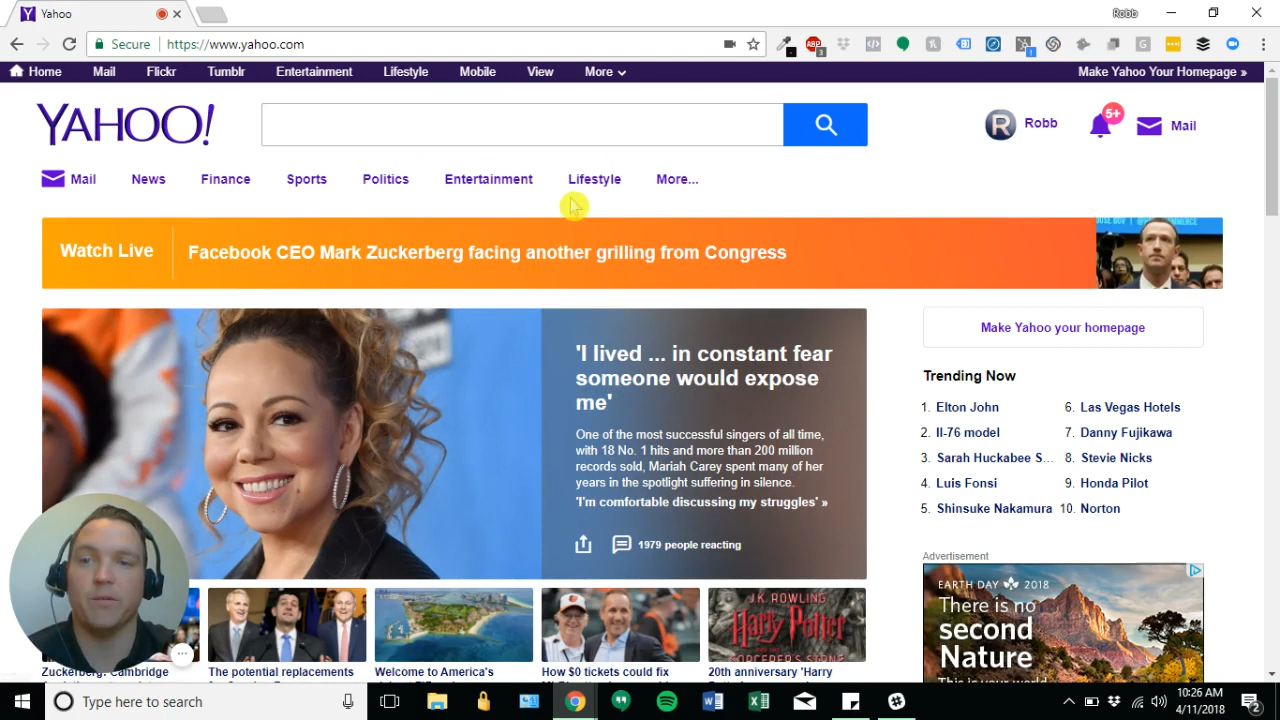 Yahoo
Robb
Secure
https://www.yahoo.com
Home
Mail
Flickr
Tumblr
Entertainment
Lifestyle
Mobile
View
More
Make Yahoo Your Homepage »
YAHOO!
Robb
5+
Mail
Mail
News
Finance
Sports
Politics
Entertainment
Lifestyle
More...
Watch Live
Facebook CEO Mark Zuckerberg facing another grilling from Congress
'I lived ... in constant fear
someone would expose
me'
One of the most successful singers of all time,
with 18 No. 1 hits and more than 200 million
records sold, Mariah Carey spent many of her
years in the spotlight suffering in silence.
'I'm comfortable discussing my struggles' »
1979 people reacting
Make Yahoo your homepage
Trending Now
1. Elton John
2. Il-76 model
3. Sarah Huckabee S...
4. Luis Fonsi
5. Shinsuke Nakamura
6. Las Vegas Hotels
7. Danny Fujikawa
8. Stevie Nicks
9. Honda Pilot
10. Norton
Advertisement
EARTH DAY 2018
There is no
second
Nature
This is your world
J.K. ROWLING
Harry Potter
Zuckerberg: Cambridge
The potential replacements
Welcome to America's
How $0 tickets could fix
20th anniversary 'Harry
Type here to search
10:26 AM
4/11/2018
2